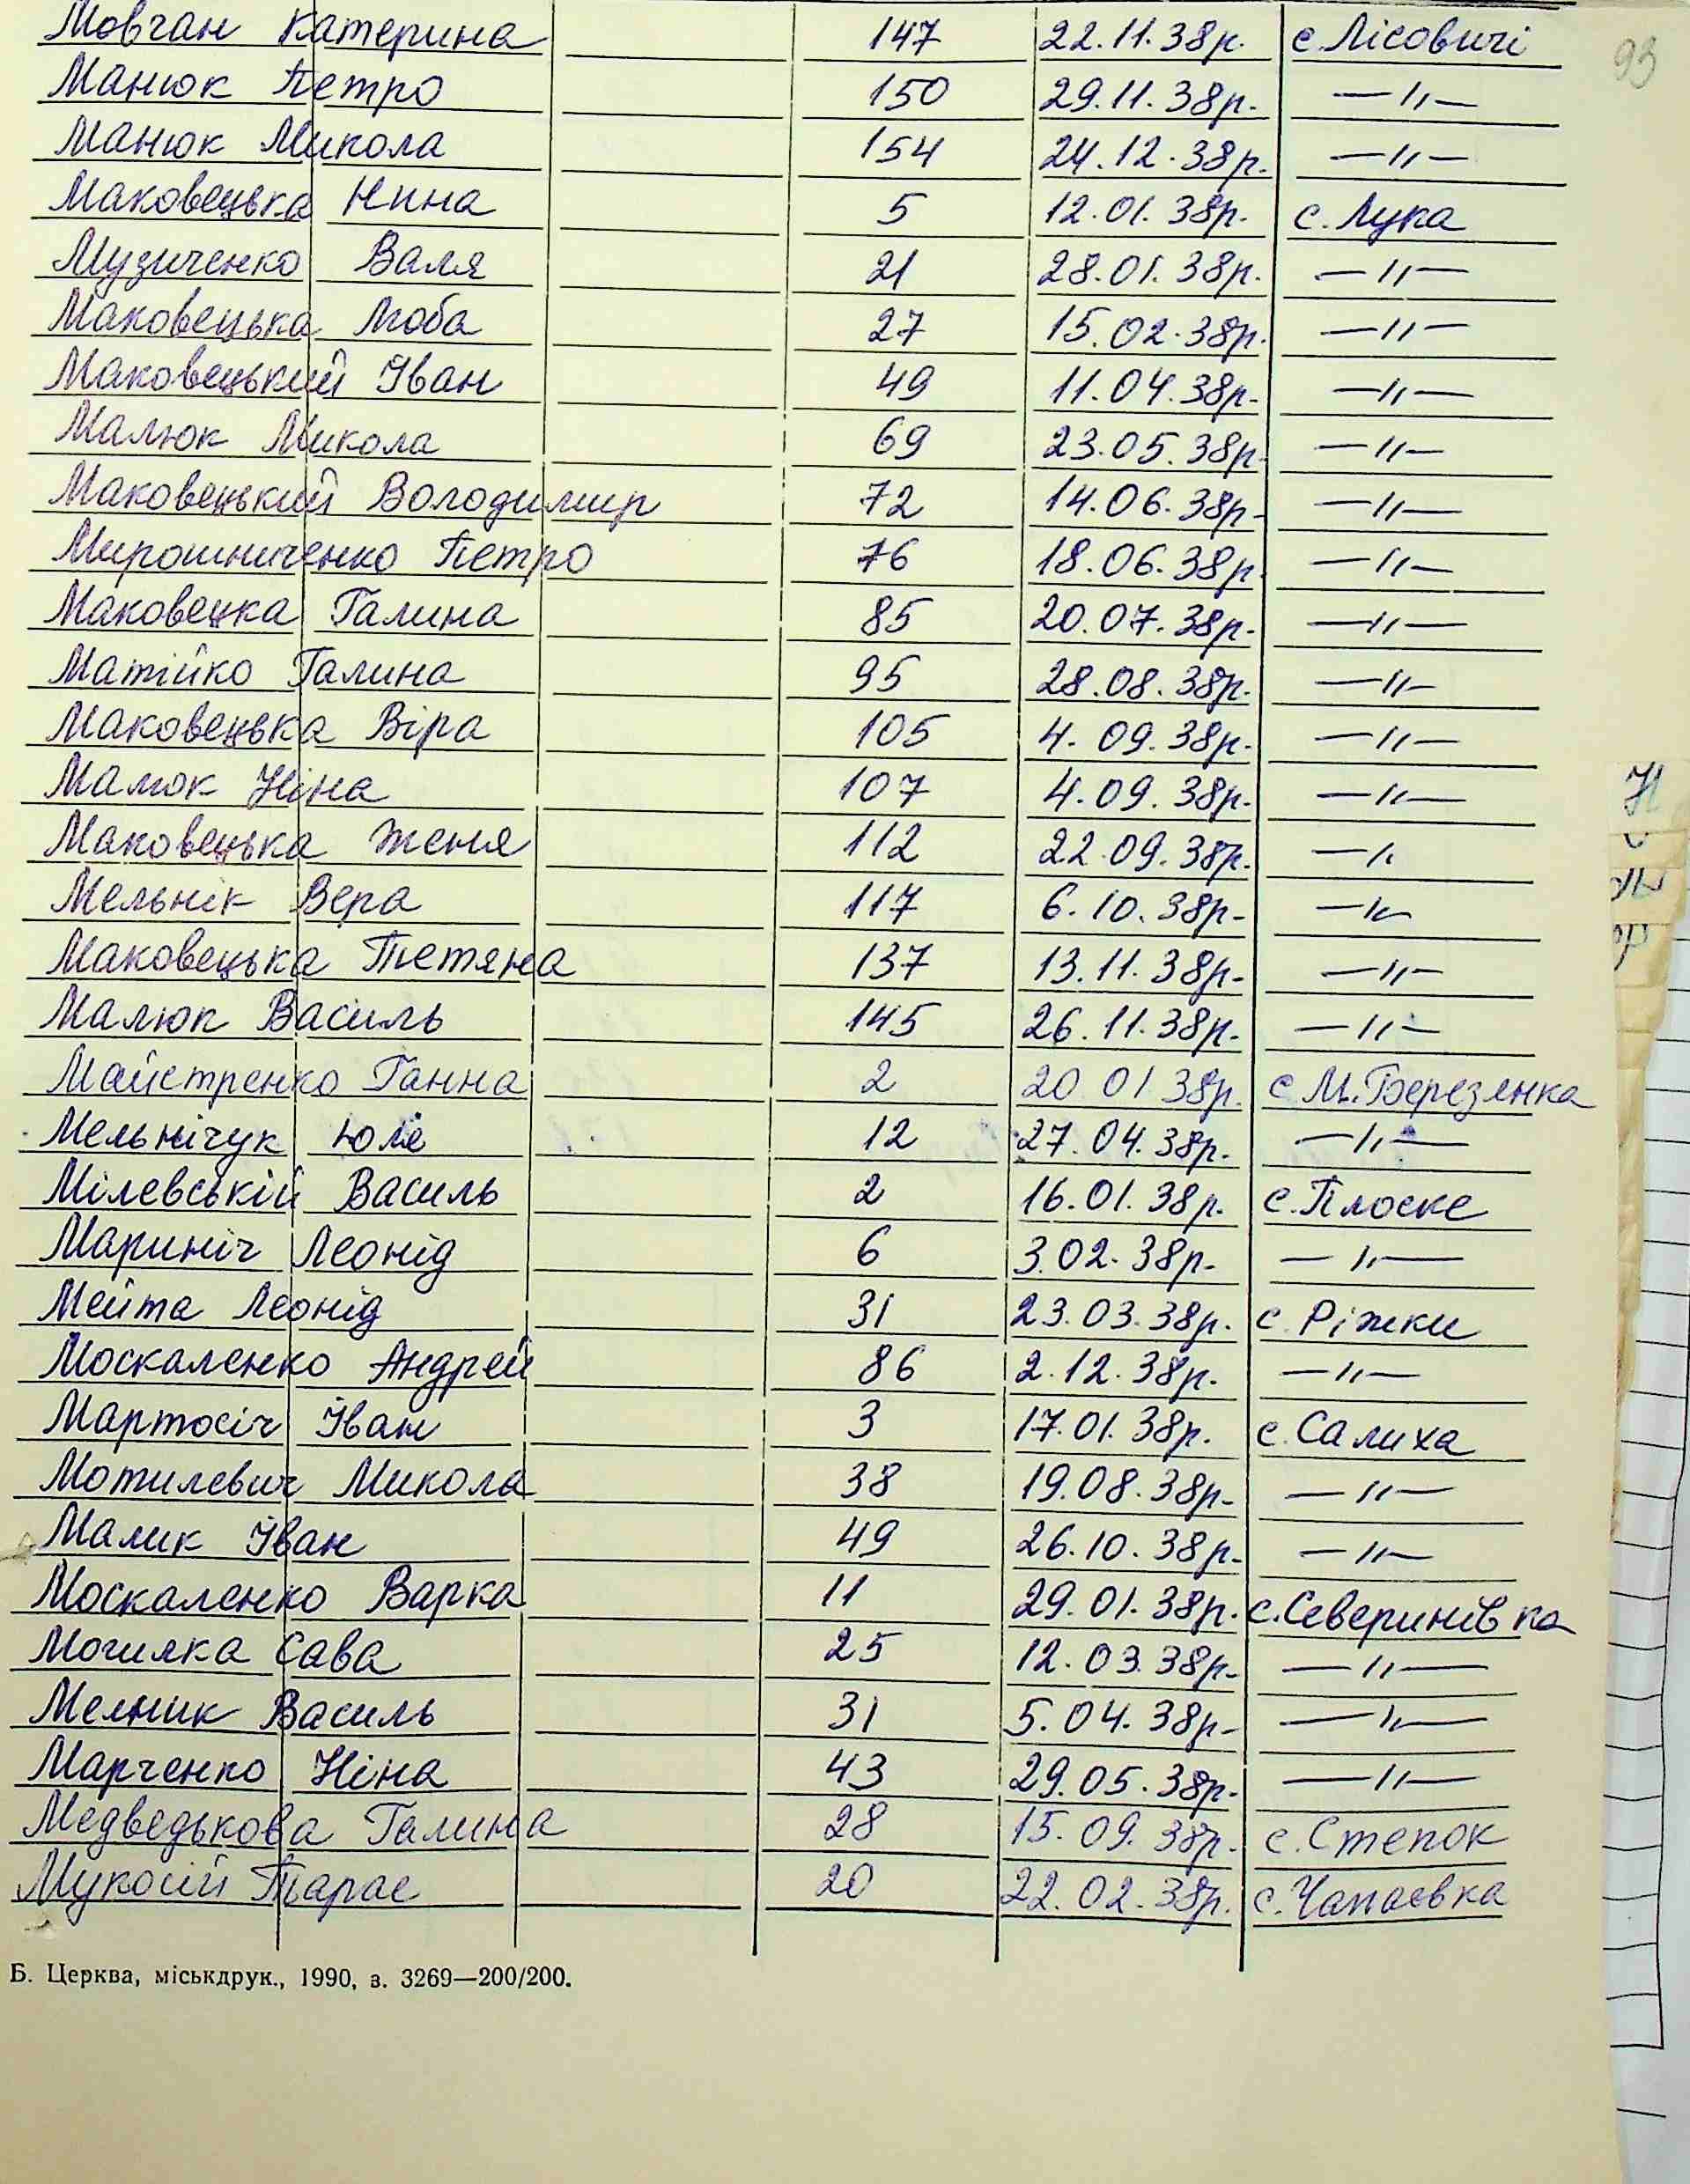 93
Мовчан Катерина 147 22.11.38р. с.Лісовичі
Манюк Петро 150 29.11.38р. —〃—
Манюк Микола 154 24.12.38р. —〃—
Маковецька Нина 5 12.01.38р. с.Лука
Музиченко Валя 21 28.01.38р. —〃—
Маковецька Люба 27 15.02.38р. —〃—
Маковецький Іван 49 11.04.38р. —〃—
Малюк Микола 69 23.05.38р. —〃—
Маковецький Володимир 72 14.06.38р. —〃—
Мирошниченко Петро 76 18.06.38р. —〃—
Маковецка Галина 85 20.07.38р. —〃—
Матійко Галина 95 28.08.38р. —〃—
Маковецька Віра 105 4.09.38р. —〃—
Малюк Ніна 107 4.09.38р. —〃—
Маковецька Женя 112 22.09.38р. —〃
Мельнік Вера 117 6.10.38р. —〃—
Маковецька Тетяна 137 13.11.38р. —〃—
Малюк Василь 145 26.11.38р. —〃—
Майстренко Ганна 2 20 01 38р. с М.Березянка
Мельнічук Юлія 12 27.04.38р. —〃—
Мілевській Василь 2 16.01.38р. с.Плоске
Мариніч Леонід 6 3.02.38р. —〃—
Мейта Леонід 31 23.03.38р. с.Ріжки
Москаленко Андрей 86 2.12.38р. —〃—
Мартосіч Іван 3 17.01.38р. с.Салиха
Мотилевич Микола 38 19.08.38р. —〃—
Малик Іван 49 26.10.38р. —〃—
Москаленко Варка 11 29.01.38р. с.Северинівка
Могилка Сава 25 12.03.38р. —〃—
Мелник Василь 31 5.04.38р. —〃—
Марченко Ніна 43 29.05.38р. —〃—
Медведькова Галина 28 15.09.38р. с.Степок
Мукосій Тарас 20 22.02.38р. с.Чапаєвка
Б. Церква, міськдрук., 1990, з. 3269—200/200.